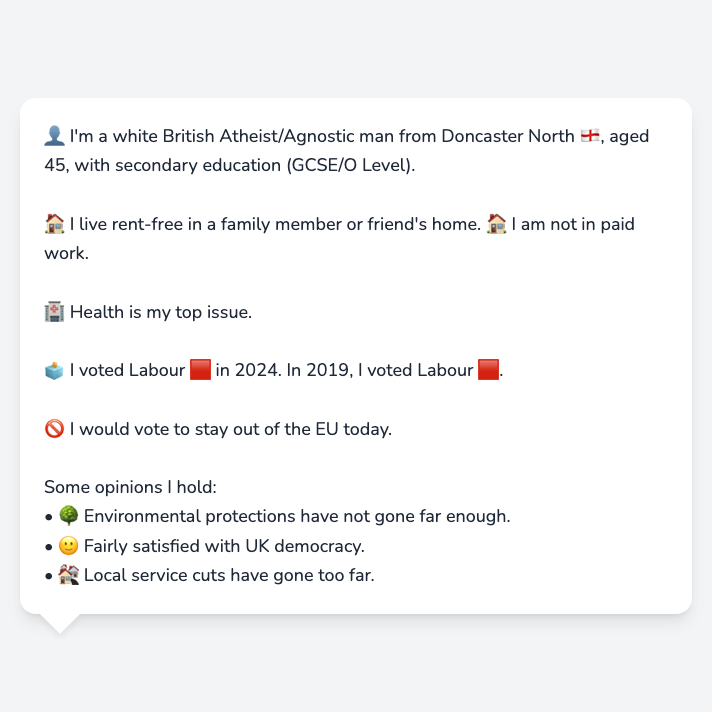 👤 I'm a white British Atheist/Agnostic man from Doncaster North 🏴󠁧󠁢󠁥󠁮󠁧󠁿, aged
45, with secondary education (GCSE/O Level).
🏠 I live rent-free in a family member or friend's home. 🏠 I am not in paid
work.
🏥 Health is my top issue.
🗳️ I voted Labour 🟥 in 2024. In 2019, I voted Labour 🟥.
🚫 I would vote to stay out of the EU today.
Some opinions I hold:
• 🌳 Environmental protections have not gone far enough.
• 🙂 Fairly satisfied with UK democracy.
• 🏘️ Local service cuts have gone too far.